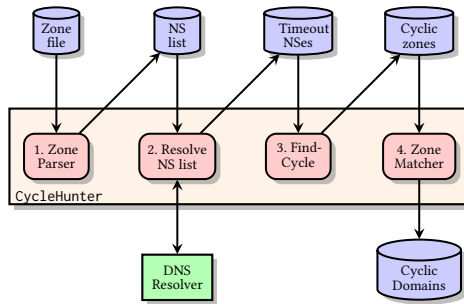 Zone
file
NS
list
Timeout
NSes
Cyclic
zones
1. Zone
Parser
2. Resolve
NS list
3. Find-
Cycle
4. Zone
Matcher
CycleHunter
DNS
Resolver
Cyclic
Domains